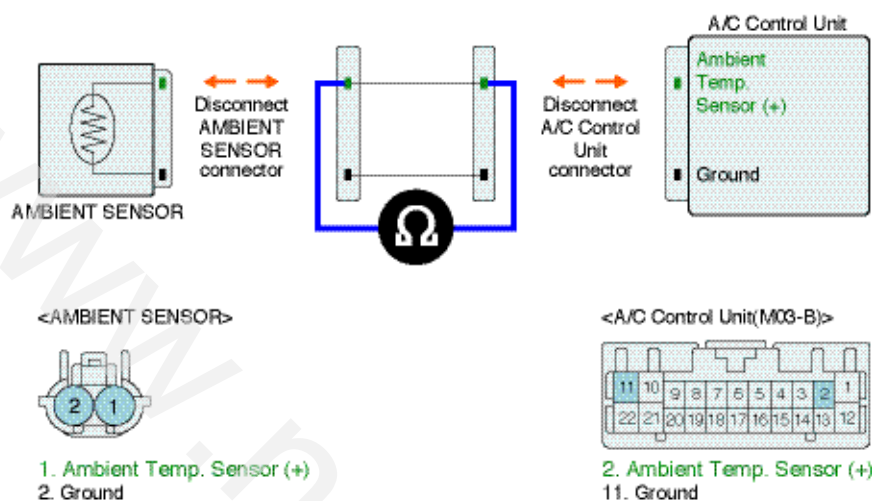 A/C Control Unit
Ambient
Temp.
Sensor (+)
Ground
Disconnect
AMBIENT
SENSOR
connector
Disconnect
A/C Control
Unit
connector
AMBIENT SENSOR
Ω
<AMBIENT SENSOR>
2 1
1. Ambient Temp. Sensor (+)
2. Ground
<A/C Control Unit(M03-B)>
11 10 9 8 7 6 5 4 3 2 1
22 21 20 19 18 17 16 15 14 13 12
2. Ambient Temp. Sensor (+)
11. Ground
www.n